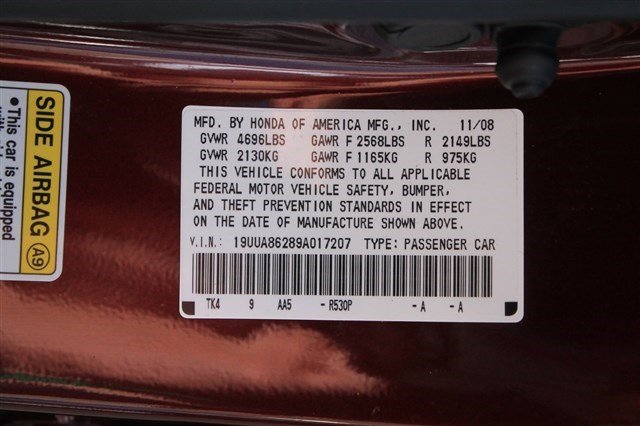 MFD. BY HONDA OF AMERICA MFG., INC. 11/08
GVWR 4696LBS GAWR F 2568LBS R 2149LBS
GVWR 2130KG GAWR F 1165KG R 975KG
THIS VEHICLE CONFORMS TO ALL APPLICABLE
FEDERAL MOTOR VEHICLE SAFETY, BUMPER,
AND THEFT PREVENTION STANDARDS IN EFFECT
ON THE DATE OF MANUFACTURE SHOWN ABOVE.
V.I.N.: 19UUA86289A017207 TYPE: PASSENGER CAR
TK4 9 AA5 -R530P -A -A
SIDE AIRBAG A9
•This car is equipped